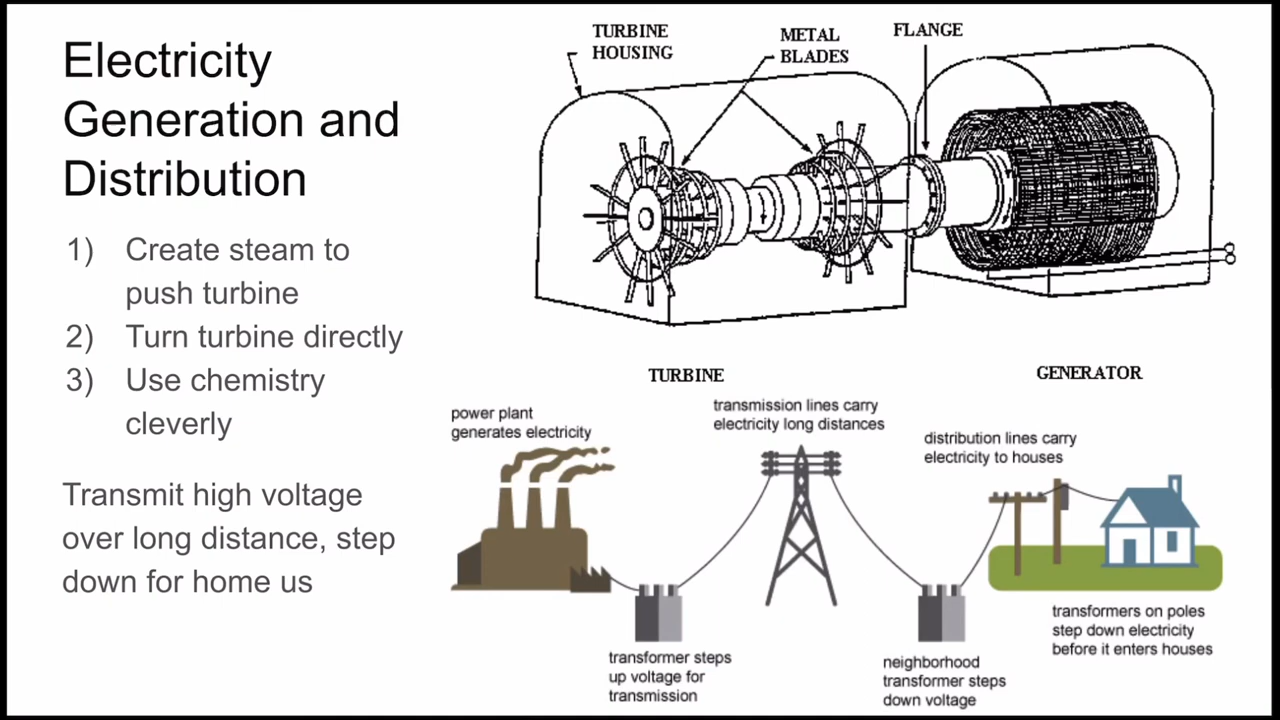 Electricity
Generation and
Distribution
1) Create steam to
push turbine
2) Turn turbine directly
3) Use chemistry
cleverly
Transmit high voltage
over long distance, step
down for home us
TURBINE
HOUSING
METAL
BLADES
FLANGE
TURBINE
GENERATOR
power plant
generates electricity
transmission lines carry
electricity long distances
distribution lines carry
electricity to houses
transformer steps
up voltage for
transmission
neighborhood
transformer steps
down voltage
transformers on poles
step down electricity
before it enters houses